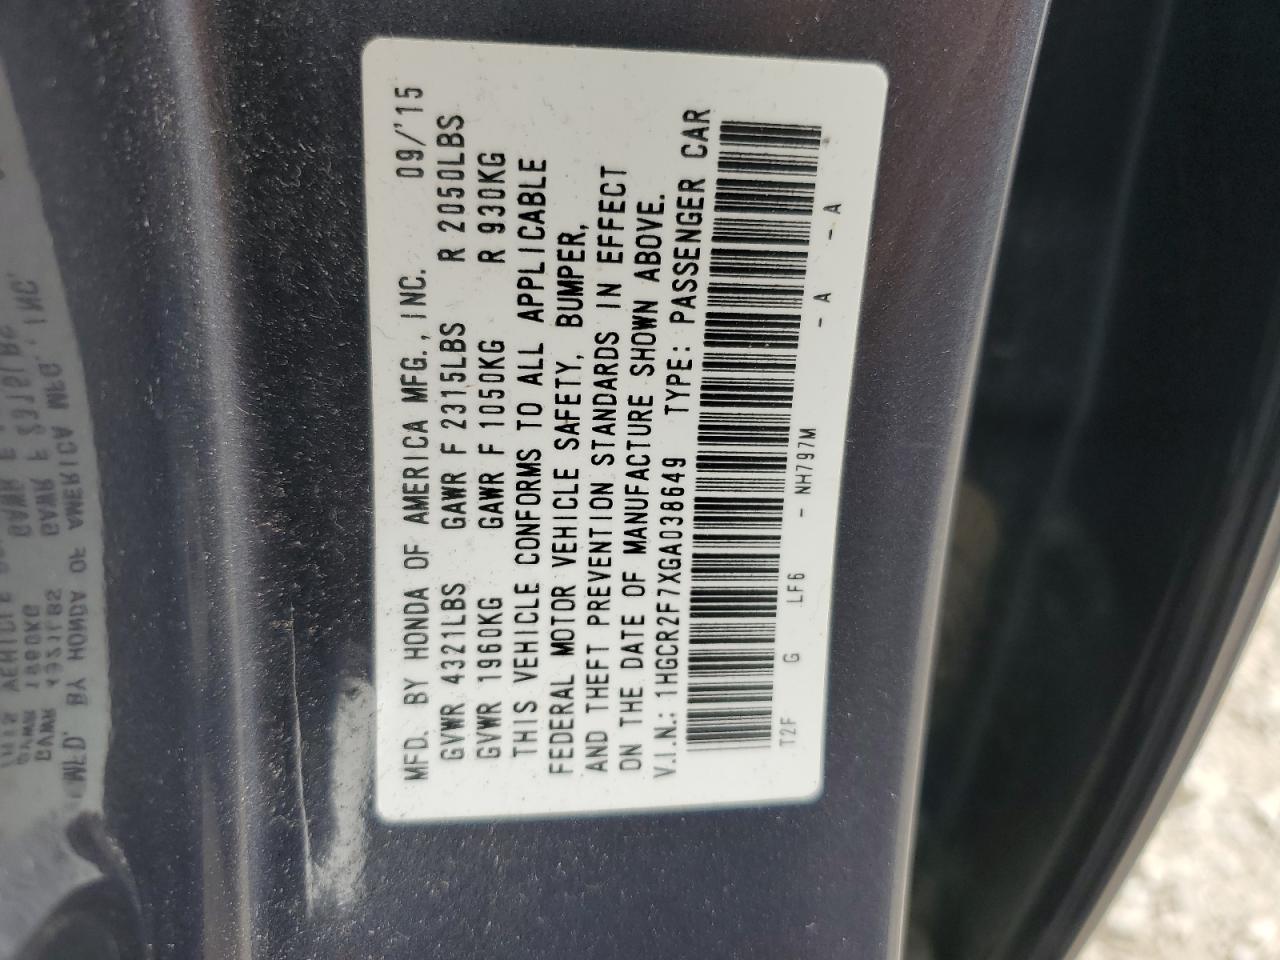 MFD. BY HONDA OF AMERICA MFG., INC. 09/'15
GVWR 4321LBS GAWR F 2315LBS R 2050LBS
GVWR 1960KG GAWR F 1050KG R 930KG
THIS VEHICLE CONFORMS TO ALL APPLICABLE
FEDERAL MOTOR VEHICLE SAFETY, BUMPER,
AND THEFT PREVENTION STANDARDS IN EFFECT
ON THE DATE OF MANUFACTURE SHOWN ABOVE.
V.I.N.: 1HGCR2F7XGA038649 TYPE: PASSENGER CAR
T2F G LF6 - NH797M - A - A